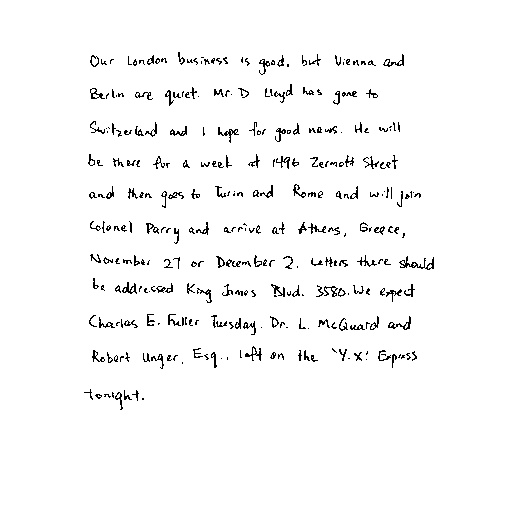 Our London business is good, but Vienna and
Berlin are quiet. Mr. D Lloyd has gone to
Switzerland and I hope for good news. He will
be there for a week at 1496 Zermott Street
and then goes to Turin and Rome and will join
Colonel Parry and arrive at Athens, Greece,
November 27 or December 2. Letters there should
be addressed King James Blvd. 3580. We expect
Charles E. Fuller Tuesday. Dr. L. McQuard and
Robert Unger, Esq., left on the 'Y.X.' Express
tonight.